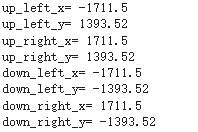 up_left_x= -1711.5
up_left_y= 1393.52
up_right_x= 1711.5
up_right_y= 1393.52
down_left_x= -1711.5
down_left_y= -1393.52
down_right_x= 1711.5
down_right_y= -1393.52